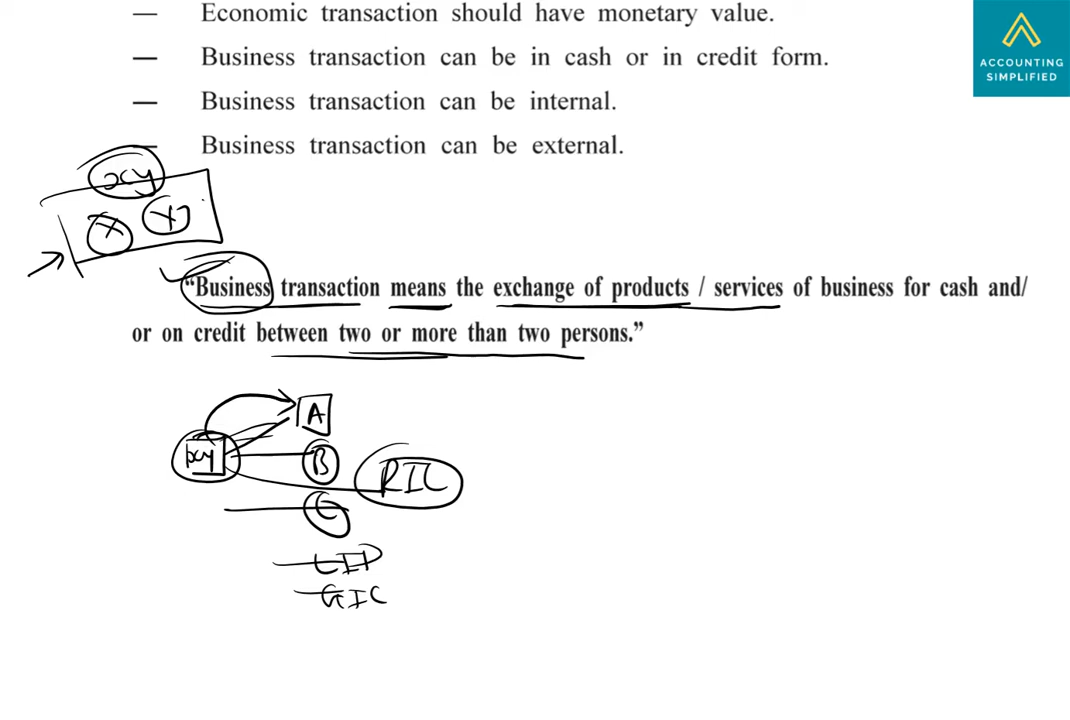 — Economic transaction should have monetary value.
ACCOUNTING
SIMPLIFIED
— Business transaction can be in cash or in credit form.
— Business transaction can be internal.
— Business transaction can be external.
xy
X Y
“Business transaction means the exchange of products / services of business for cash and/
or on credit between two or more than two persons.”
A
xy
B
RIL
C
GIC